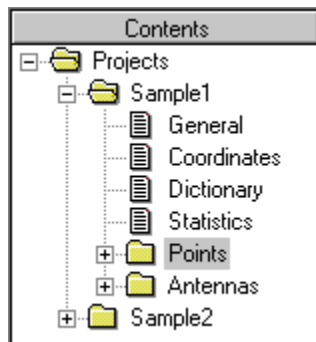 Contents
Projects
Sample1
General
Coordinates
Dictionary
Statistics
Points
Antennas
Sample2